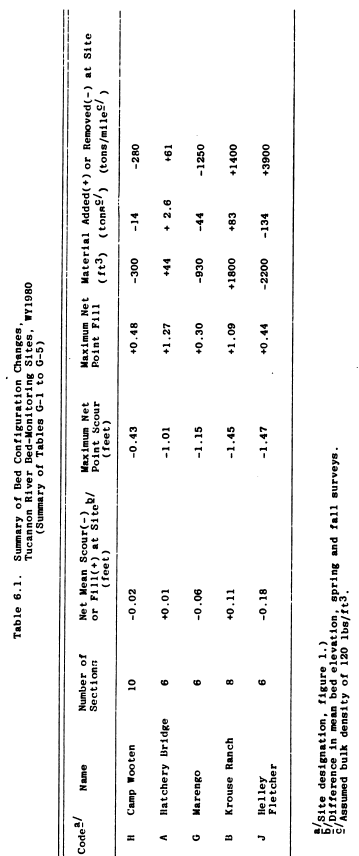 Table 6.1. Summary of Bed Configuration Changes,
Tucannon River Bed-Monitoring Sites, WY1980
(Summary of Tables G-1 to G-5)
Code a/ Name Number of Sections Net Mean Scour(-) or Fill(+) at Site b/ (feet) Maximum Net Point Scour (feet) Maximum Net Point Fill Material Added(+) or Removed(-) at Site (ft3) (tons c/) (tons/mile c/)
H Camp Wooten 10 -0.02 -0.43 +0.48 -300 -14 -280
A Hatchery Bridge 6 +0.01 -1.01 +1.27 +44 + 2.6 +61
G Marengo 6 -0.06 -1.15 +0.30 -930 -44 -1250
B Krouse Ranch 8 +0.11 -1.45 +1.09 +1800 +83 +1400
J Helley Fletcher 6 -0.18 -1.47 +0.44 -2200 -134 +3900
a/Site designation, figure 1.)
b/Difference in mean bed elevation, spring and fall surveys.
c/Assumed bulk density of 120 lbs/ft3.